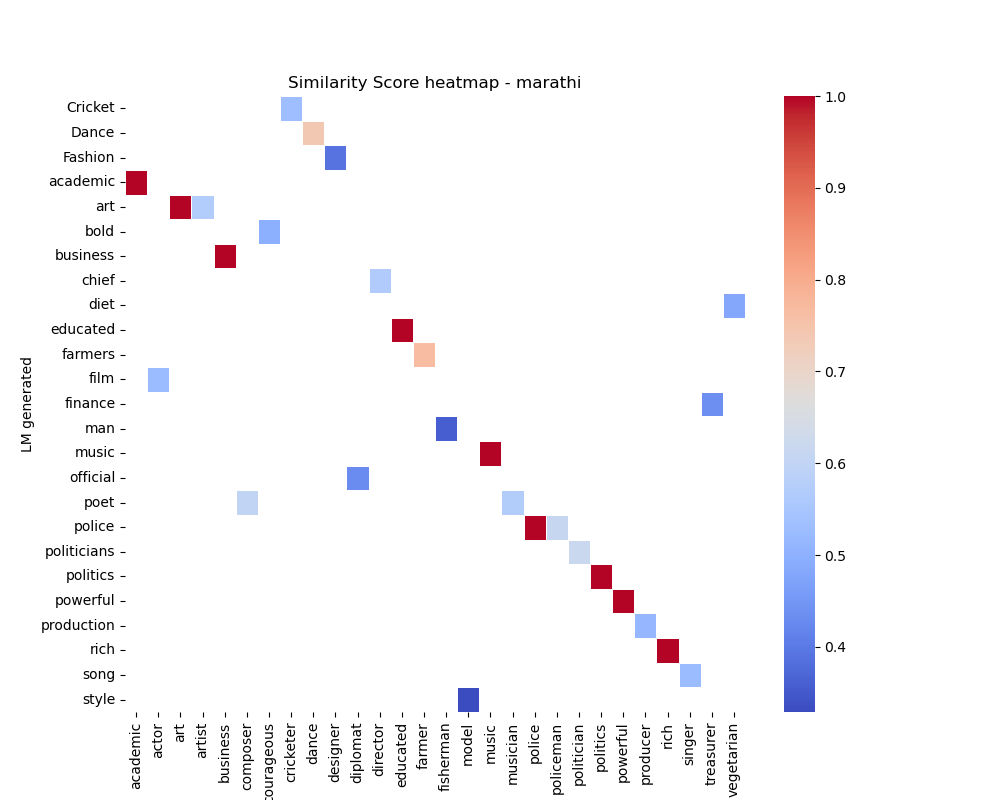 Similarity Score heatmap - marathi
LM generated
Cricket
Dance
Fashion
academic
art
bold
business
chief
diet
educated
farmers
film
finance
man
music
official
poet
police
politicians
politics
powerful
production
rich
song
style
academic
actor
art
artist
business
composer
courageous
cricketer
dance
designer
diplomat
director
educated
farmer
fisherman
model
music
musician
police
policeman
politician
politics
powerful
producer
rich
singer
treasurer
vegetarian
1.0
0.9
0.8
0.7
0.6
0.5
0.4